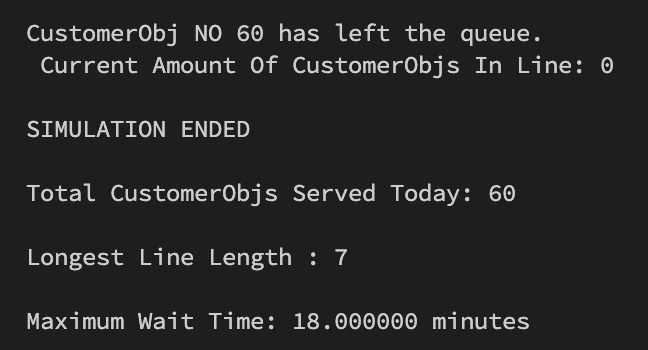 CustomerObj NO 60 has left the queue.
Current Amount Of CustomerObjs In Line: 0
SIMULATION ENDED
Total CustomerObjs Served Today: 60
Longest Line Length : 7
Maximum Wait Time: 18.000000 minutes